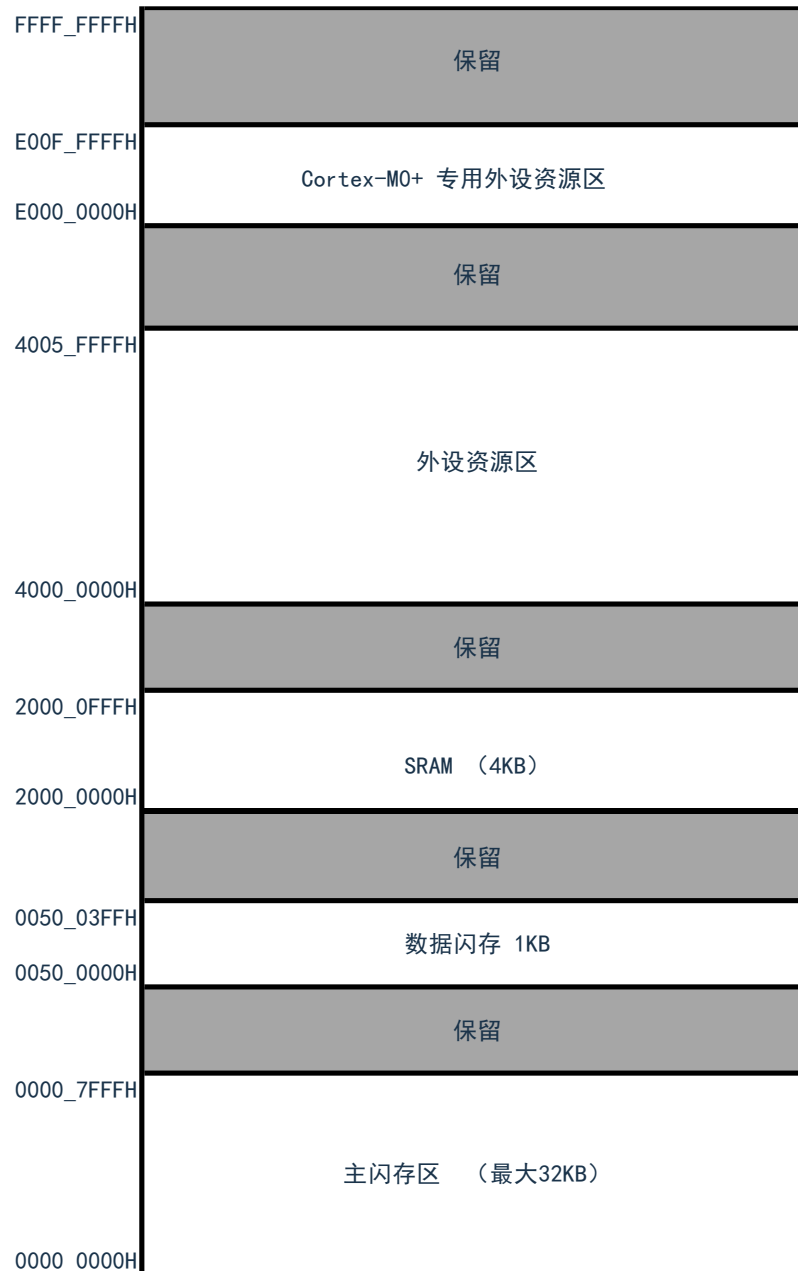 FFFF_FFFFH
保留
E00F_FFFFH
Cortex-M0+ 专用外设资源区
E000_0000H
保留
4005_FFFFH
外设资源区
4000_0000H
保留
2000_0FFFH
SRAM （4KB）
2000_0000H
保留
0050_03FFH
数据闪存 1KB
0050_0000H
保留
0000_7FFFH
主闪存区 （最大32KB）
0000 0000H